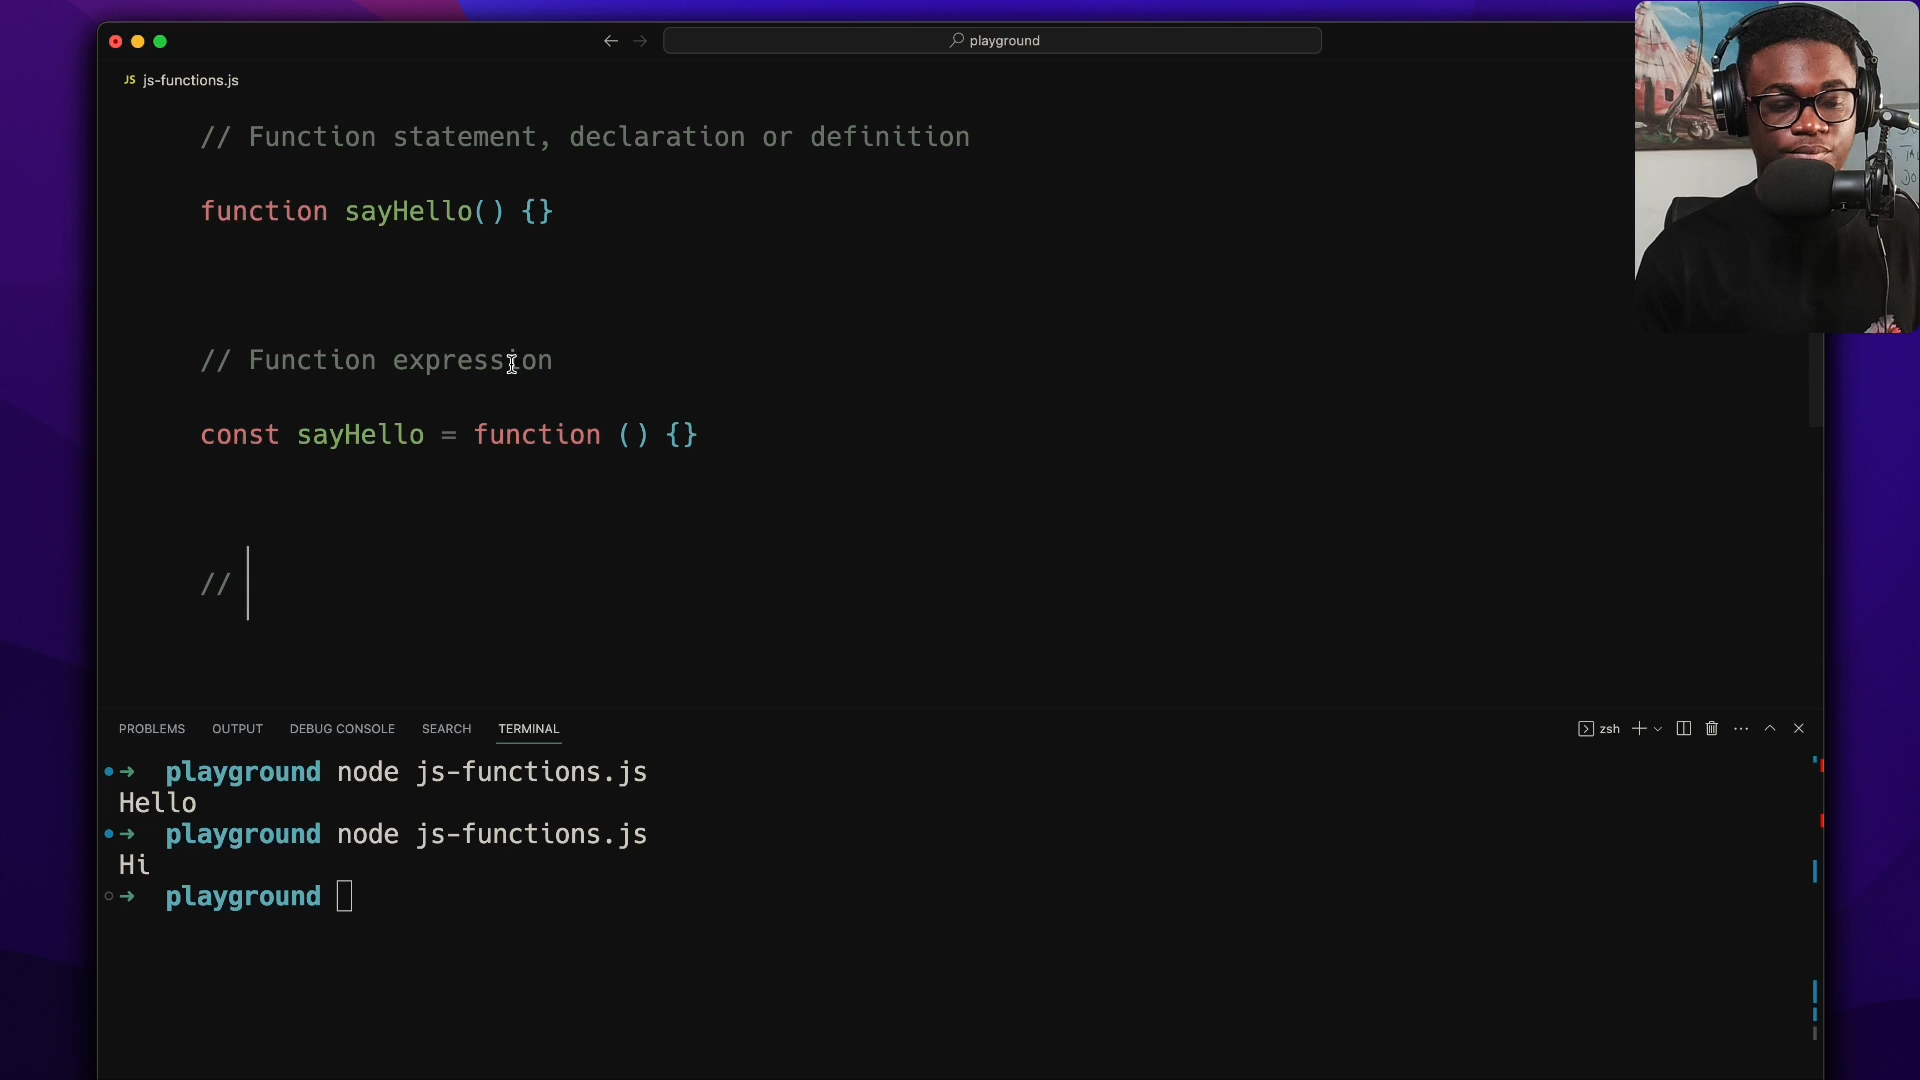 playground
JS js-functions.js
// Function statement, declaration or definition
function sayHello() {}
// Function expression
const sayHello = function () {}
//
PROBLEMS OUTPUT DEBUG CONSOLE SEARCH TERMINAL
zsh
➜ playground node js-functions.js
Hello
➜ playground node js-functions.js
Hi
➜ playground